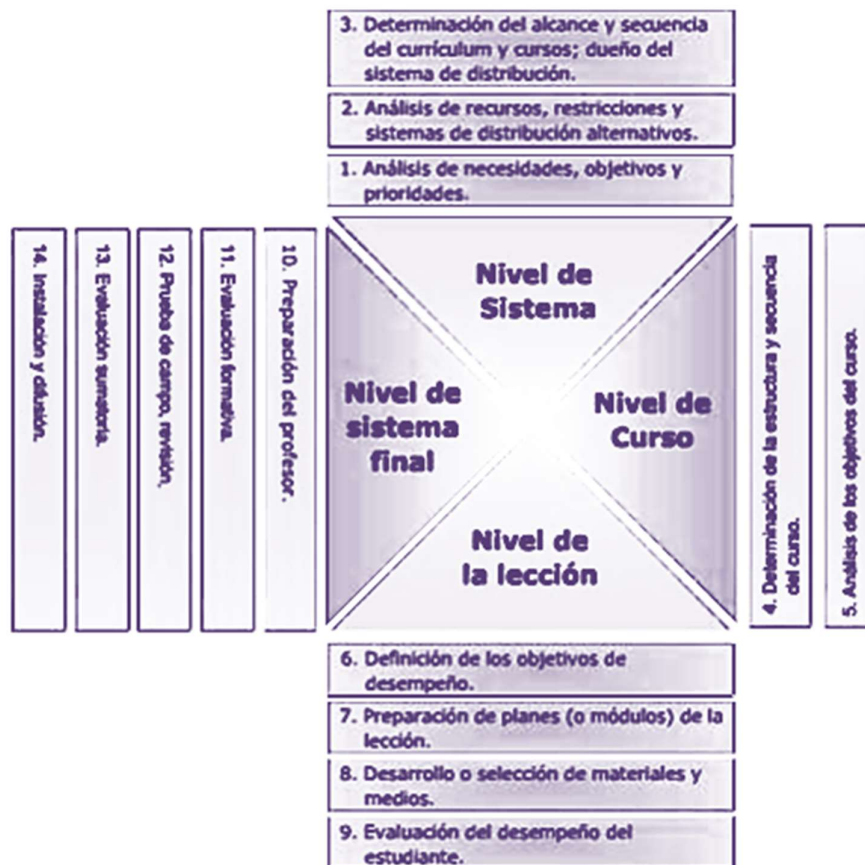 3. Determinación del alcance y secuencia
del currículum y cursos; dueño del
sistema de distribución.
2. Análisis de recursos, restricciones y
sistemas de distribución alternativos.
1. Análisis de necesidades, objetivos y
prioridades.
Nivel de
Sistema
Nivel de
sistema
final
Nivel de
Curso
Nivel de
la lección
14. Instalación y difusión.
13. Evaluación sumatoria.
12. Prueba de campo, revisión.
11. Evaluación formativa.
10. Preparación del profesor.
4. Determinación de la estructura y secuencia
del curso.
5. Análisis de los objetivos del curso.
6. Definición de los objetivos de
desempeño.
7. Preparación de planes (o módulos) de la
lección.
8. Desarrollo o selección de materiales y
medios.
9. Evaluación del desempeño del
estudiante.